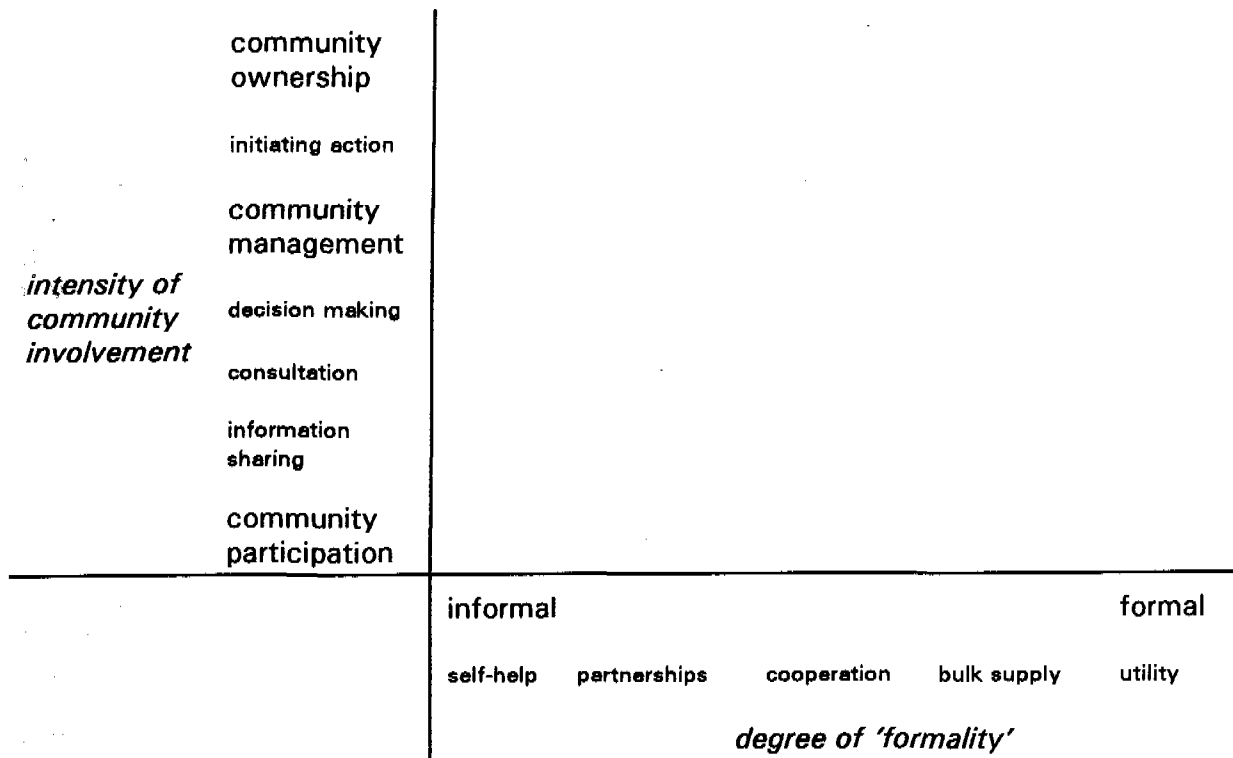 community
ownership
initiating action
community
management
intensity of
community
involvement
decision making
consultation
information
sharing
community
participation
informal
formal
self-help partnerships cooperation bulk supply utility
degree of 'formality'